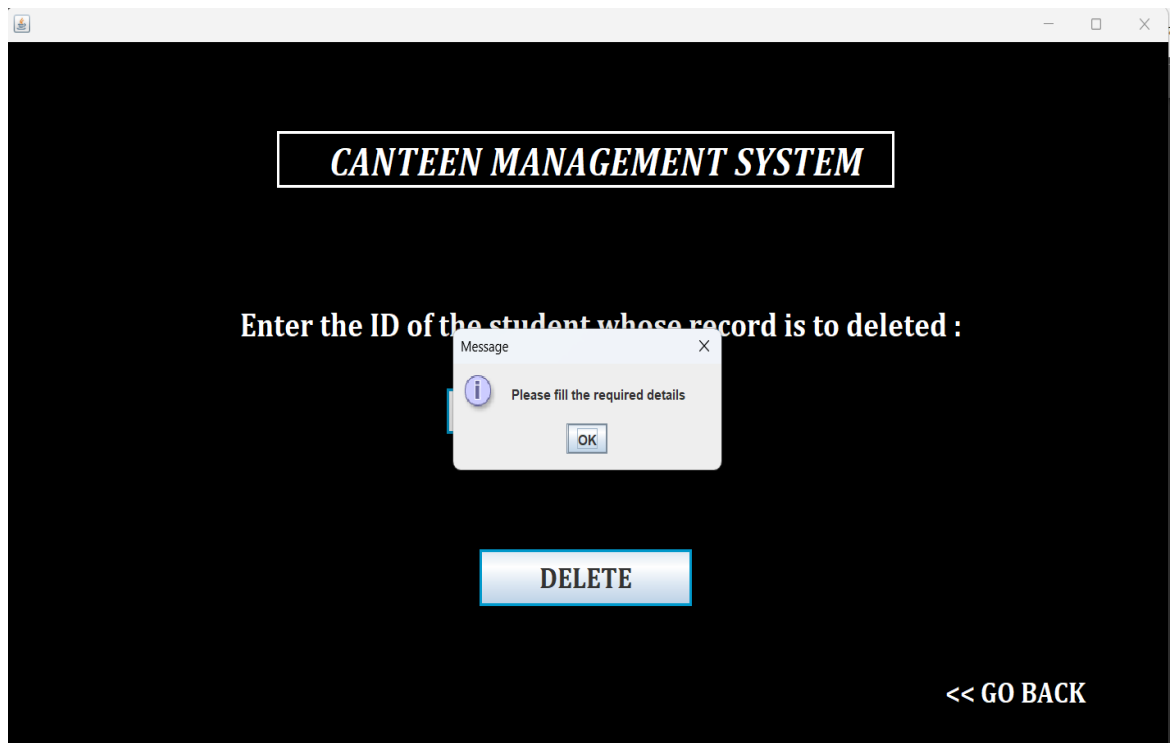 CANTEEN MANAGEMENT SYSTEM
Enter the ID of the student whose record is to deleted :
Message
Please fill the required details
OK
DELETE
<< GO BACK